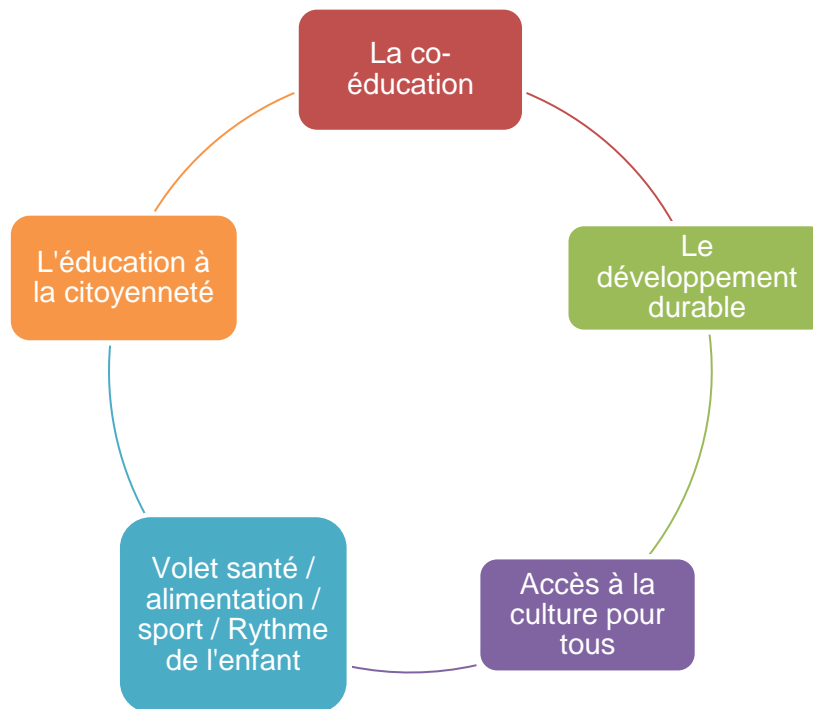 La co-
éducation
L'éducation à
la citoyenneté
Le
développement
durable
Volet santé /
alimentation /
sport / Rythme
de l'enfant
Accès à la
culture pour
tous